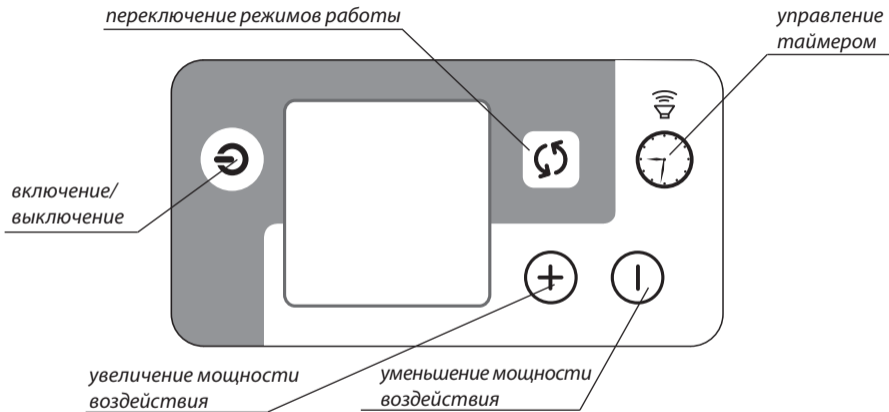 переключение режимов работы
управление
таймером
включение/
выключение
увеличение мощности
воздействия
уменьшение мощности
воздействия